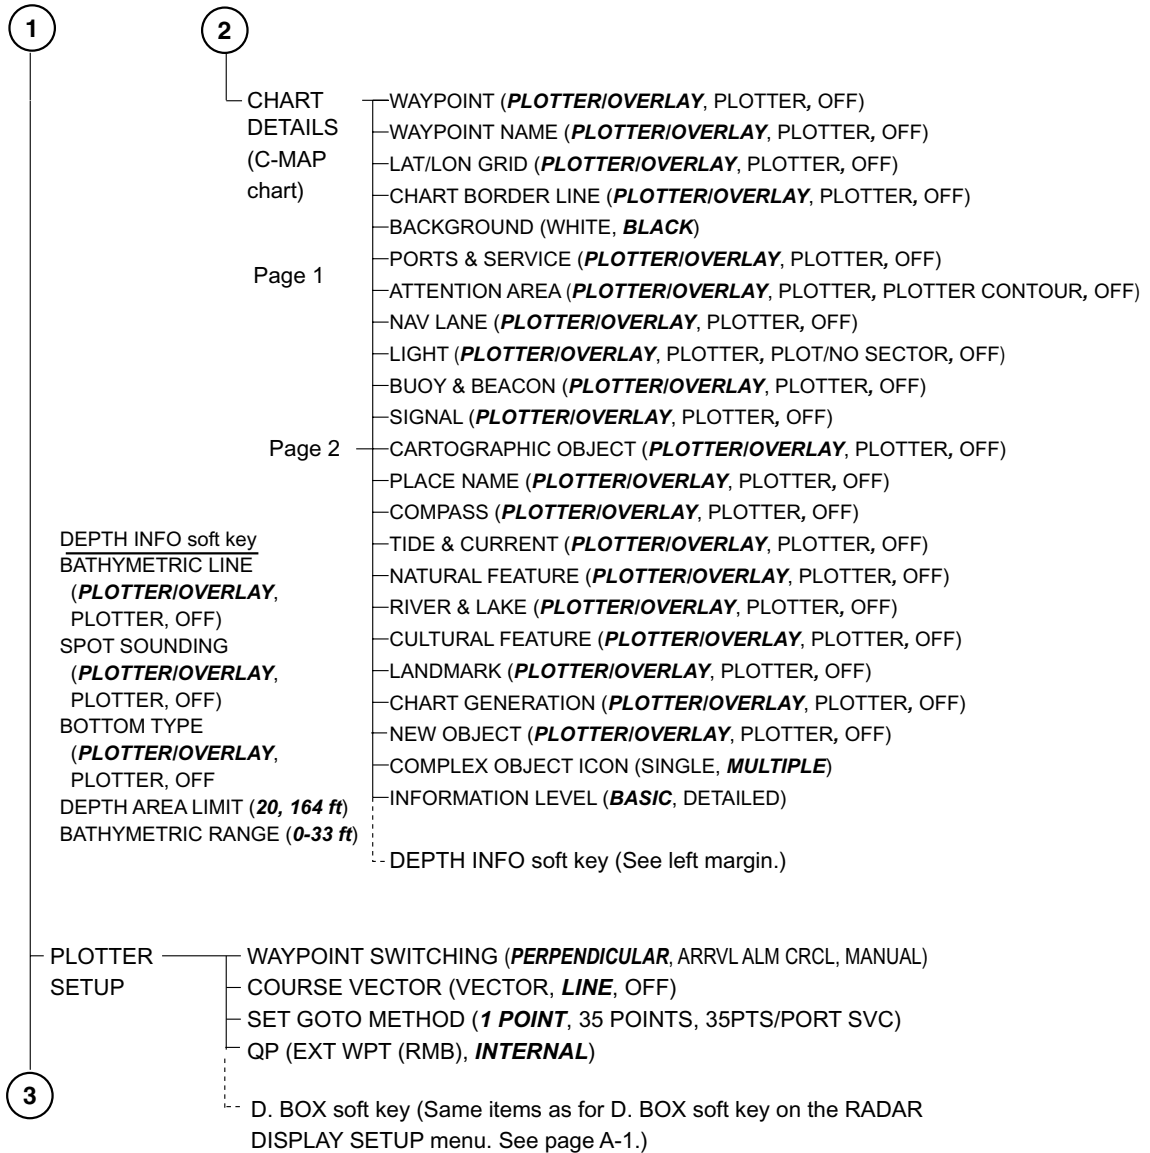 1
2
CHART
DETAILS
(C-MAP
chart)
WAYPOINT (PLOTTER/OVERLAY, PLOTTER, OFF)
WAYPOINT NAME (PLOTTER/OVERLAY, PLOTTER, OFF)
LAT/LON GRID (PLOTTER/OVERLAY, PLOTTER, OFF)
CHART BORDER LINE (PLOTTER/OVERLAY, PLOTTER, OFF)
BACKGROUND (WHITE, BLACK)
Page 1
PORTS & SERVICE (PLOTTER/OVERLAY, PLOTTER, OFF)
ATTENTION AREA (PLOTTER/OVERLAY, PLOTTER, PLOTTER CONTOUR, OFF)
NAV LANE (PLOTTER/OVERLAY, PLOTTER, OFF)
LIGHT (PLOTTER/OVERLAY, PLOTTER, PLOT/NO SECTOR, OFF)
BUOY & BEACON (PLOTTER/OVERLAY, PLOTTER, OFF)
SIGNAL (PLOTTER/OVERLAY, PLOTTER, OFF)
Page 2
CARTOGRAPHIC OBJECT (PLOTTER/OVERLAY, PLOTTER, OFF)
PLACE NAME (PLOTTER/OVERLAY, PLOTTER, OFF)
COMPASS (PLOTTER/OVERLAY, PLOTTER, OFF)
TIDE & CURRENT (PLOTTER/OVERLAY, PLOTTER, OFF)
NATURAL FEATURE (PLOTTER/OVERLAY, PLOTTER, OFF)
RIVER & LAKE (PLOTTER/OVERLAY, PLOTTER, OFF)
CULTURAL FEATURE (PLOTTER/OVERLAY, PLOTTER, OFF)
LANDMARK (PLOTTER/OVERLAY, PLOTTER, OFF)
CHART GENERATION (PLOTTER/OVERLAY, PLOTTER, OFF)
NEW OBJECT (PLOTTER/OVERLAY, PLOTTER, OFF)
COMPLEX OBJECT ICON (SINGLE, MULTIPLE)
INFORMATION LEVEL (BASIC, DETAILED)
DEPTH INFO soft key (See left margin.)
DEPTH INFO soft key
BATHYMETRIC LINE
(PLOTTER/OVERLAY,
PLOTTER, OFF)
SPOT SOUNDING
(PLOTTER/OVERLAY,
PLOTTER, OFF)
BOTTOM TYPE
(PLOTTER/OVERLAY,
PLOTTER, OFF
DEPTH AREA LIMIT (20, 164 ft)
BATHYMETRIC RANGE (0-33 ft)
PLOTTER
SETUP
WAYPOINT SWITCHING (PERPENDICULAR, ARRVL ALM CRCL, MANUAL)
COURSE VECTOR (VECTOR, LINE, OFF)
SET GOTO METHOD (1 POINT, 35 POINTS, 35PTS/PORT SVC)
QP (EXT WPT (RMB), INTERNAL)
D. BOX soft key (Same items as for D. BOX soft key on the RADAR
DISPLAY SETUP menu. See page A-1.)
3